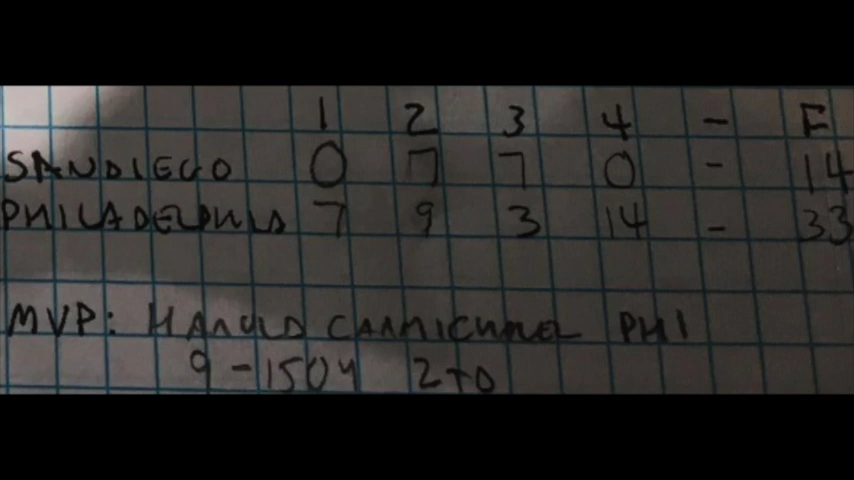 1 2 3 4 - F
SANDIEGO 0 7 7 0 - 14
PHILADELPHIA 7 9 3 14 - 33
MVP: HAROLD CARMICHAEL PHI
9-150Y 2TD